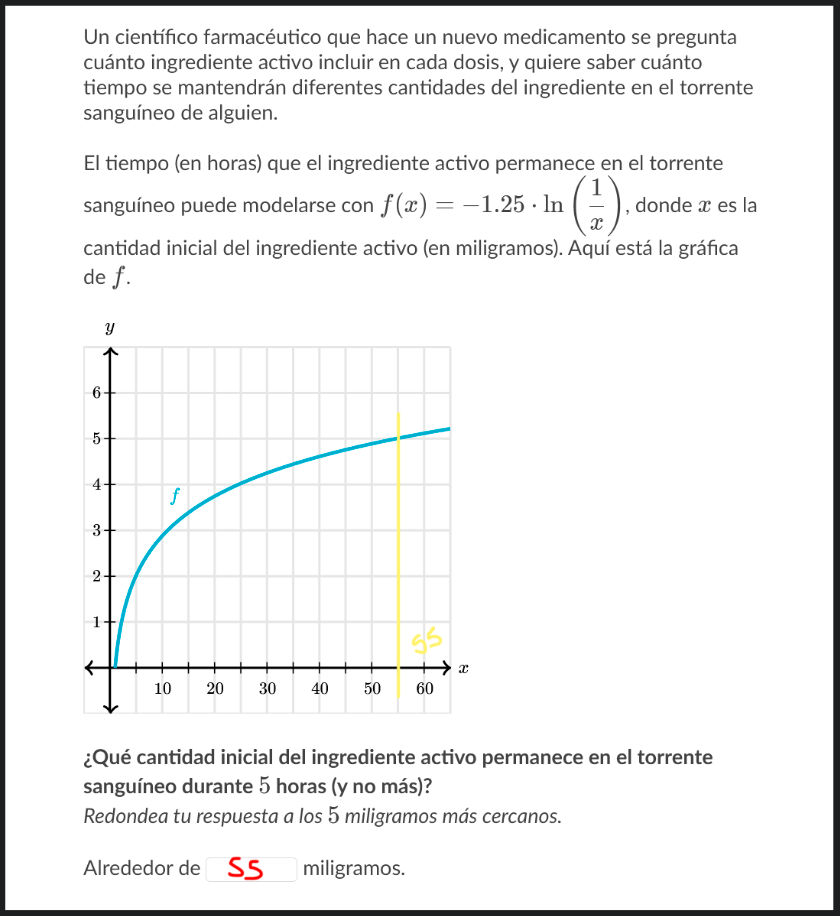 Un científico farmacéutico que hace un nuevo medicamento se pregunta
cuánto ingrediente activo incluir en cada dosis, y quiere saber cuánto
tiempo se mantendrán diferentes cantidades del ingrediente en el torrente
sanguíneo de alguien.
El tiempo (en horas) que el ingrediente activo permanece en el torrente
sanguíneo puede modelarse con f(x) = −1.25 · ln(1/x), donde x es la
cantidad inicial del ingrediente activo (en miligramos). Aquí está la gráfica
de f.
y
6
5
4
f
3
2
1
55
x
10 20 30 40 50 60
¿Qué cantidad inicial del ingrediente activo permanece en el torrente
sanguíneo durante 5 horas (y no más)?
Redondea tu respuesta a los 5 miligramos más cercanos.
Alrededor de 55 miligramos.